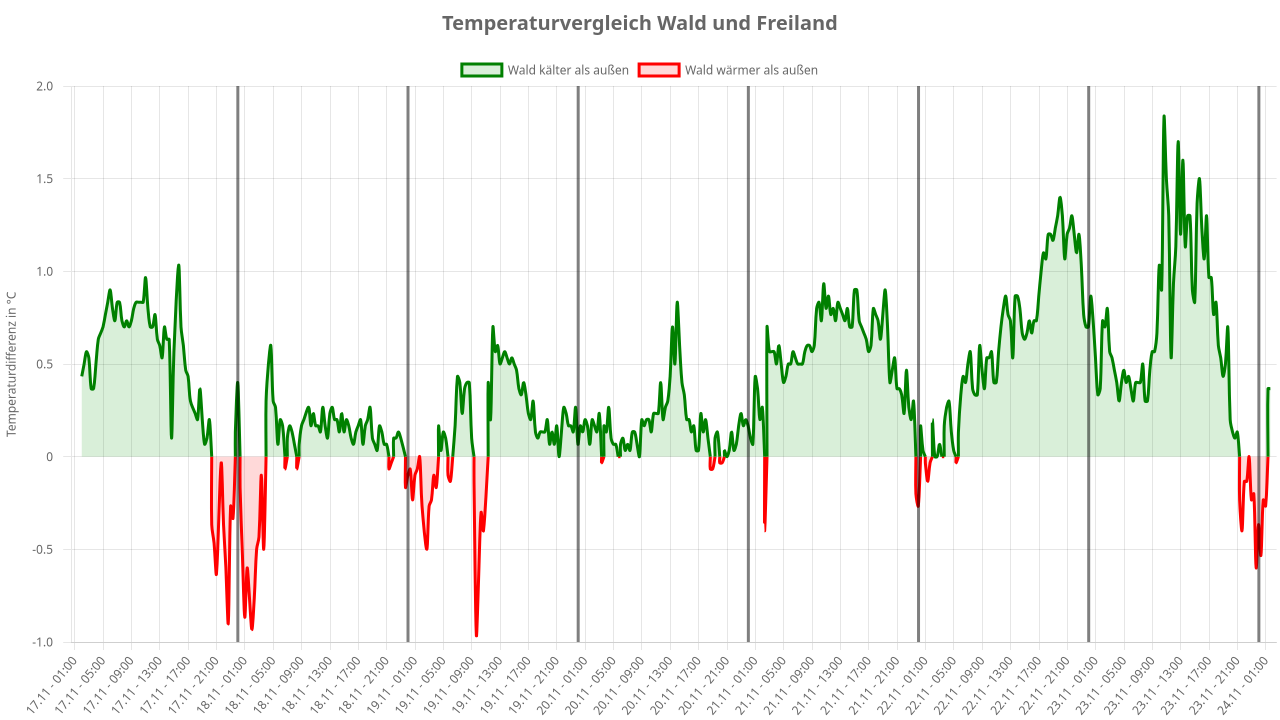 Temperaturvergleich Wald und Freiland
Wald kälter als außen
Wald wärmer als außen
Temperaturdifferenz in °C
2.0
1.5
1.0
0.5
0
-0.5
-1.0
17.11 - 01:00
17.11 - 05:00
17.11 - 09:00
17.11 - 13:00
17.11 - 17:00
17.11 - 21:00
18.11 - 01:00
18.11 - 05:00
18.11 - 09:00
18.11 - 13:00
18.11 - 17:00
18.11 - 21:00
19.11 - 01:00
19.11 - 05:00
19.11 - 09:00
19.11 - 13:00
19.11 - 17:00
19.11 - 21:00
20.11 - 01:00
20.11 - 05:00
20.11 - 09:00
20.11 - 13:00
20.11 - 17:00
20.11 - 21:00
21.11 - 01:00
21.11 - 05:00
21.11 - 09:00
21.11 - 13:00
21.11 - 17:00
21.11 - 21:00
22.11 - 01:00
22.11 - 05:00
22.11 - 09:00
22.11 - 13:00
22.11 - 17:00
22.11 - 21:00
23.11 - 01:00
23.11 - 05:00
23.11 - 09:00
23.11 - 13:00
23.11 - 17:00
23.11 - 21:00
24.11 - 01:00